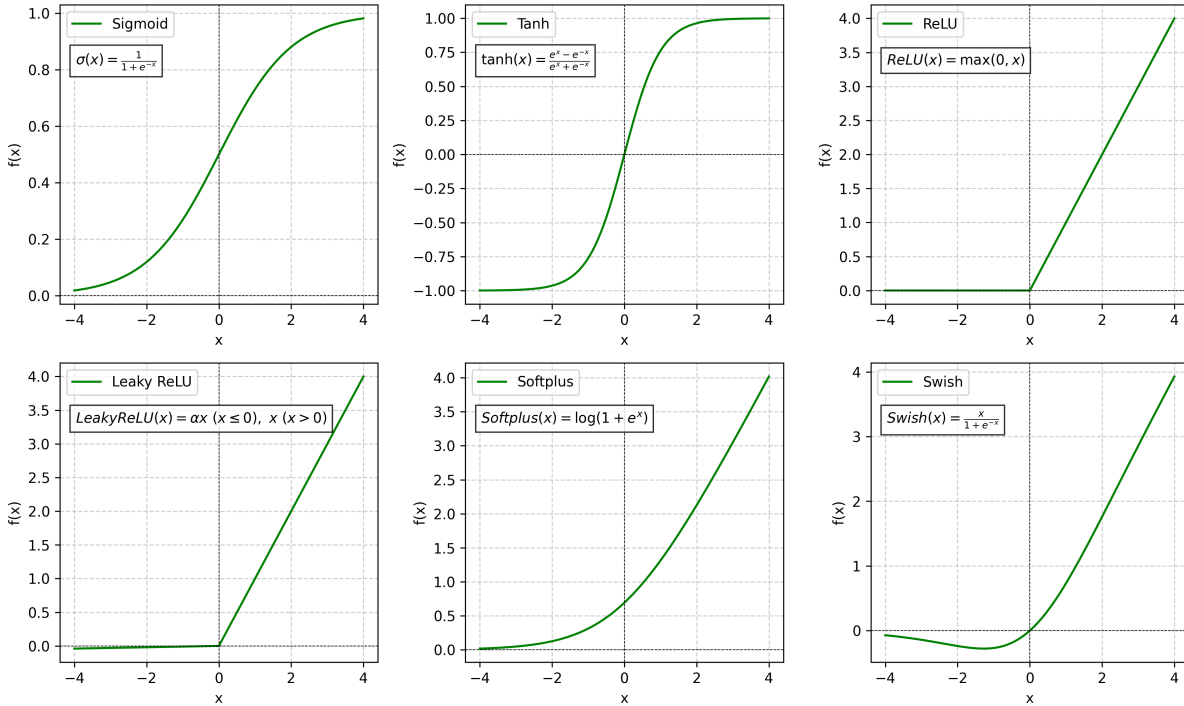 Sigmoid
σ(x) = 1/(1 + e^{-x})
1.0
0.8
0.6
0.4
0.2
0.0
f(x)
−4 −2 0 2 4
x
Tanh
tanh(x) = (e^x − e^{-x})/(e^x + e^{-x})
1.00
0.75
0.50
0.25
0.00
−0.25
−0.50
−0.75
−1.00
f(x)
−4 −2 0 2 4
x
ReLU
ReLU(x) = max(0, x)
4.0
3.5
3.0
2.5
2.0
1.5
1.0
0.5
0.0
f(x)
−4 −2 0 2 4
x
Leaky ReLU
LeakyReLU(x) = αx (x ≤ 0), x (x > 0)
4.0
3.5
3.0
2.5
2.0
1.5
1.0
0.5
0.0
f(x)
−4 −2 0 2 4
x
Softplus
Softplus(x) = log(1 + e^x)
4.0
3.5
3.0
2.5
2.0
1.5
1.0
0.5
0.0
f(x)
−4 −2 0 2 4
x
Swish
Swish(x) = x/(1 + e^{-x})
4
3
2
1
0
f(x)
−4 −2 0 2 4
x